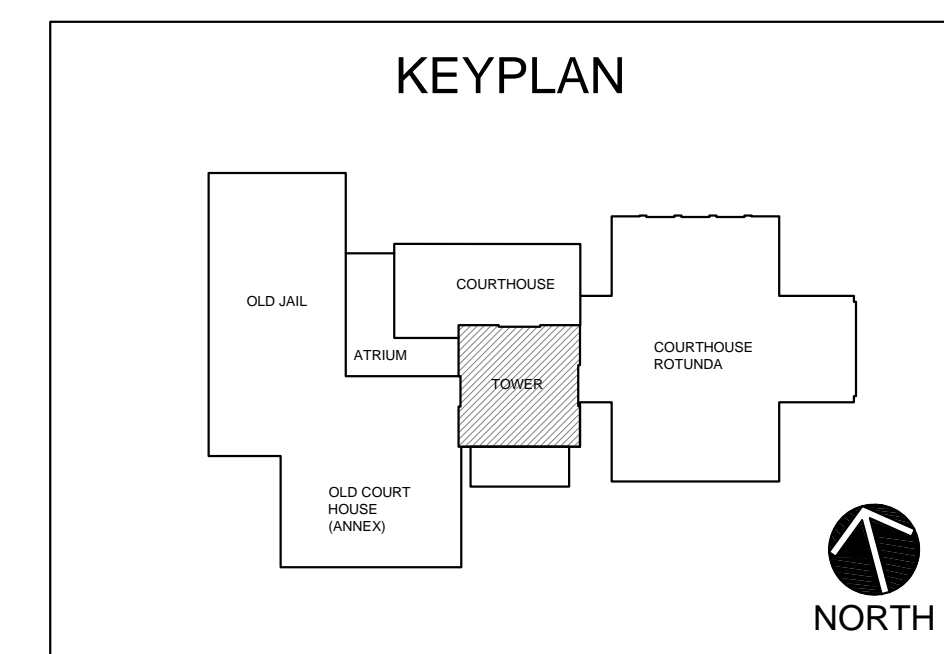 KEYPLAN
OLD JAIL
COURTHOUSE
ATRIUM
COURTHOUSE
ROTUNDA
TOWER
OLD COURT
HOUSE
(ANNEX)
NORTH